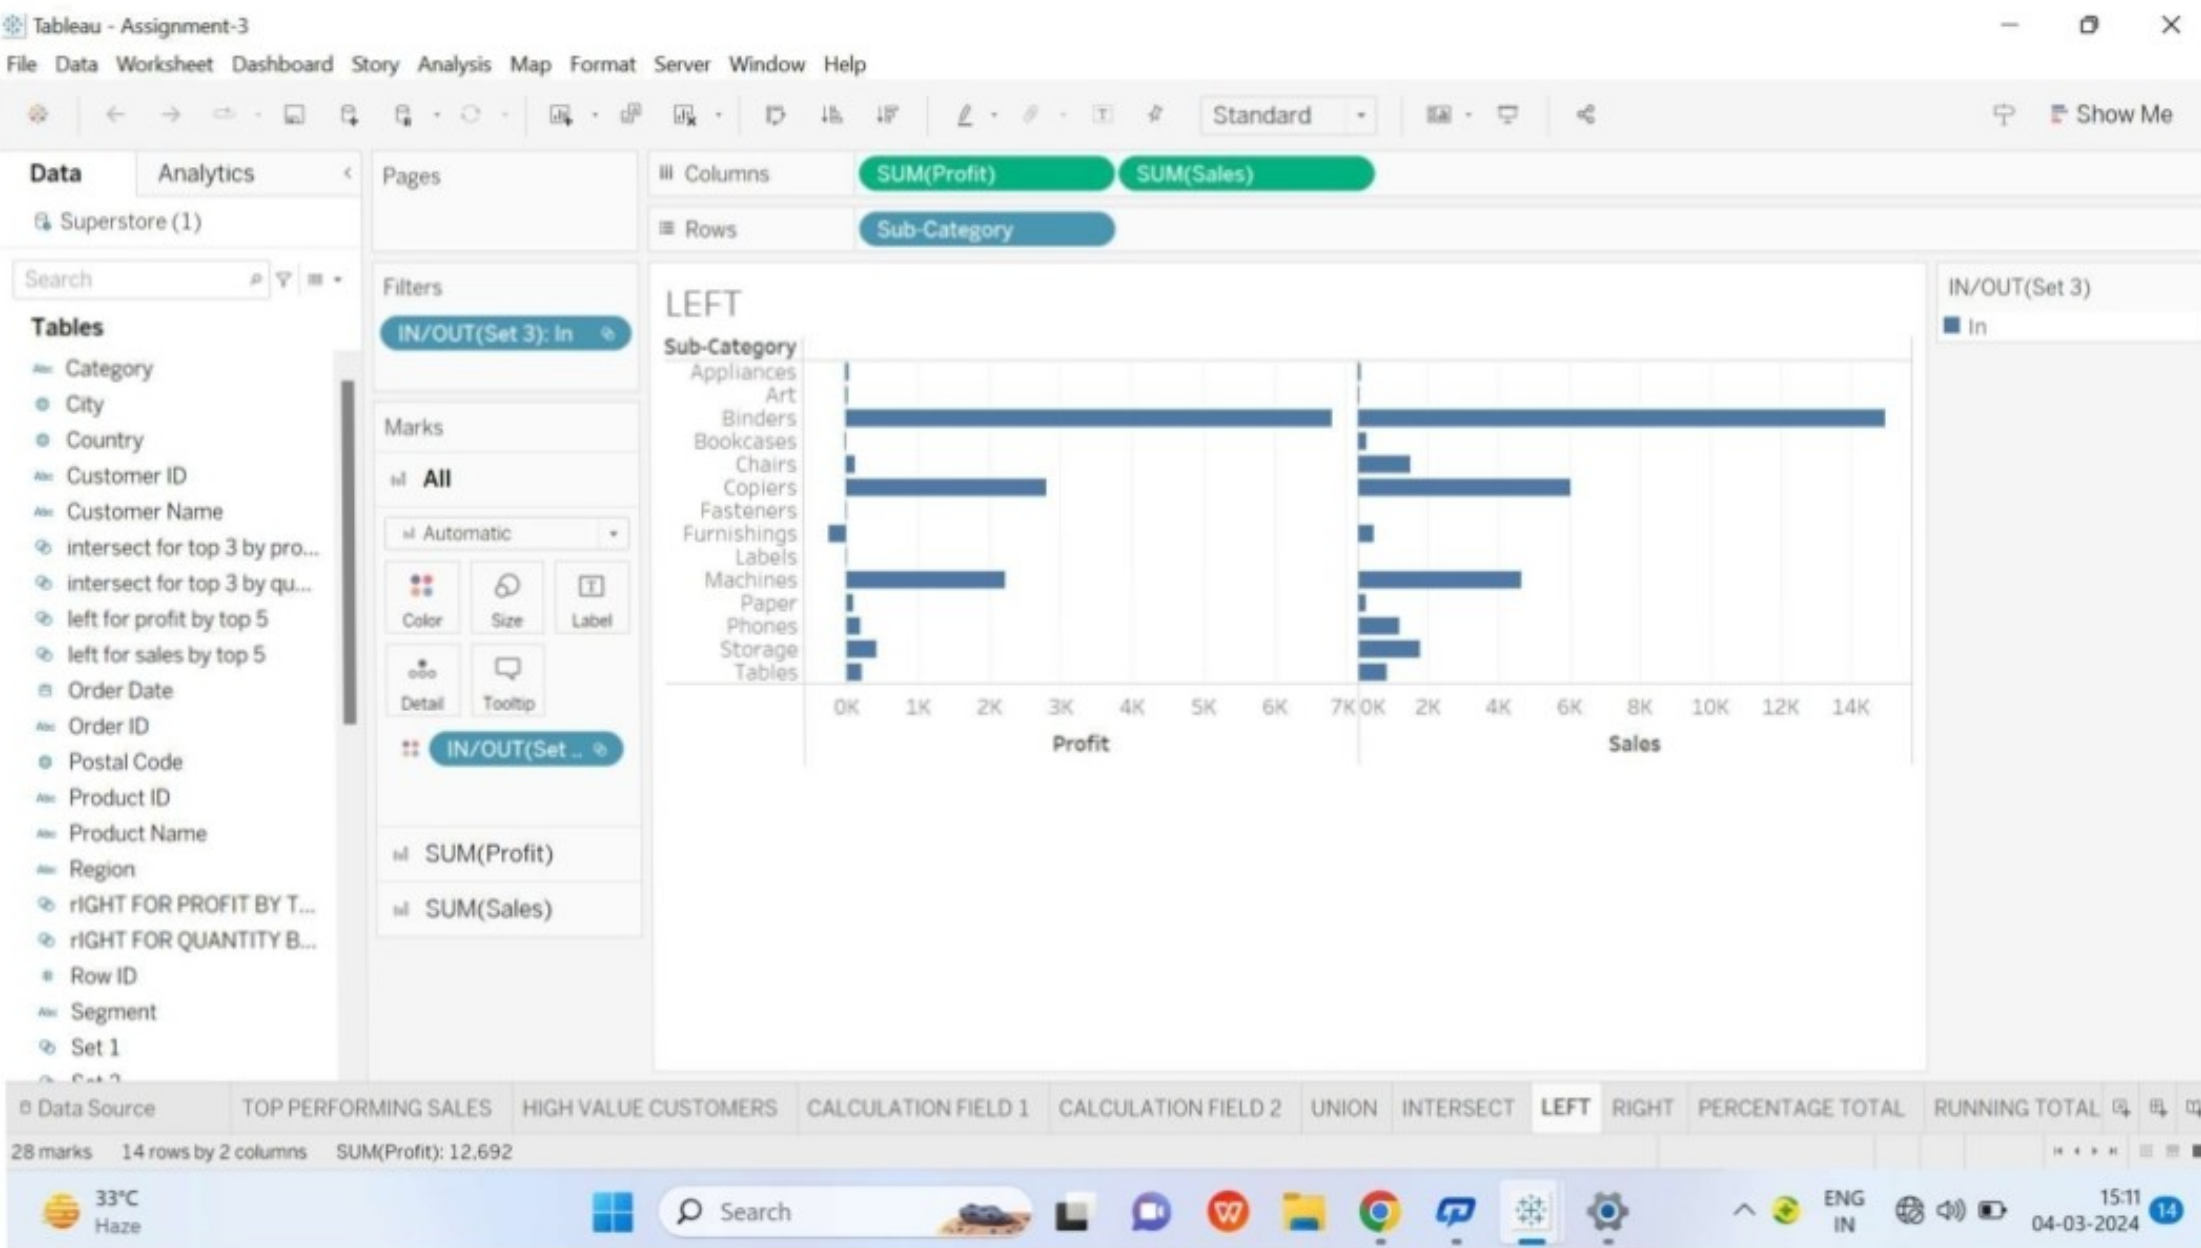 Tableau - Assignment-3
File Data Worksheet Dashboard Story Analysis Map Format Server Window Help
Standard
Show Me
Data
Analytics
Superstore (1)
Search
Tables
Category
City
Country
Customer ID
Customer Name
intersect for top 3 by pro...
intersect for top 3 by qu...
left for profit by top 5
left for sales by top 5
Order Date
Order ID
Postal Code
Product ID
Product Name
Region
rIGHT FOR PROFIT BY T...
rIGHT FOR QUANTITY B...
Row ID
Segment
Set 1
Pages
Filters
IN/OUT(Set 3): In
Marks
All
Automatic
Color Size Label
Detail Tooltip
IN/OUT(Set ..
SUM(Profit)
SUM(Sales)
Columns SUM(Profit) SUM(Sales)
Rows Sub-Category
LEFT
Sub-Category
Appliances
Art
Binders
Bookcases
Chairs
Copiers
Fasteners
Furnishings
Labels
Machines
Paper
Phones
Storage
Tables
0K 1K 2K 3K 4K 5K 6K 7K 0K 2K 4K 6K 8K 10K 12K 14K
Profit Sales
IN/OUT(Set 3)
In
Data Source TOP PERFORMING SALES HIGH VALUE CUSTOMERS CALCULATION FIELD 1 CALCULATION FIELD 2 UNION INTERSECT LEFT RIGHT PERCENTAGE TOTAL RUNNING TOTAL
28 marks 14 rows by 2 columns SUM(Profit): 12,692
33°C
Haze
Search
ENG
IN
15:11
04-03-2024
14